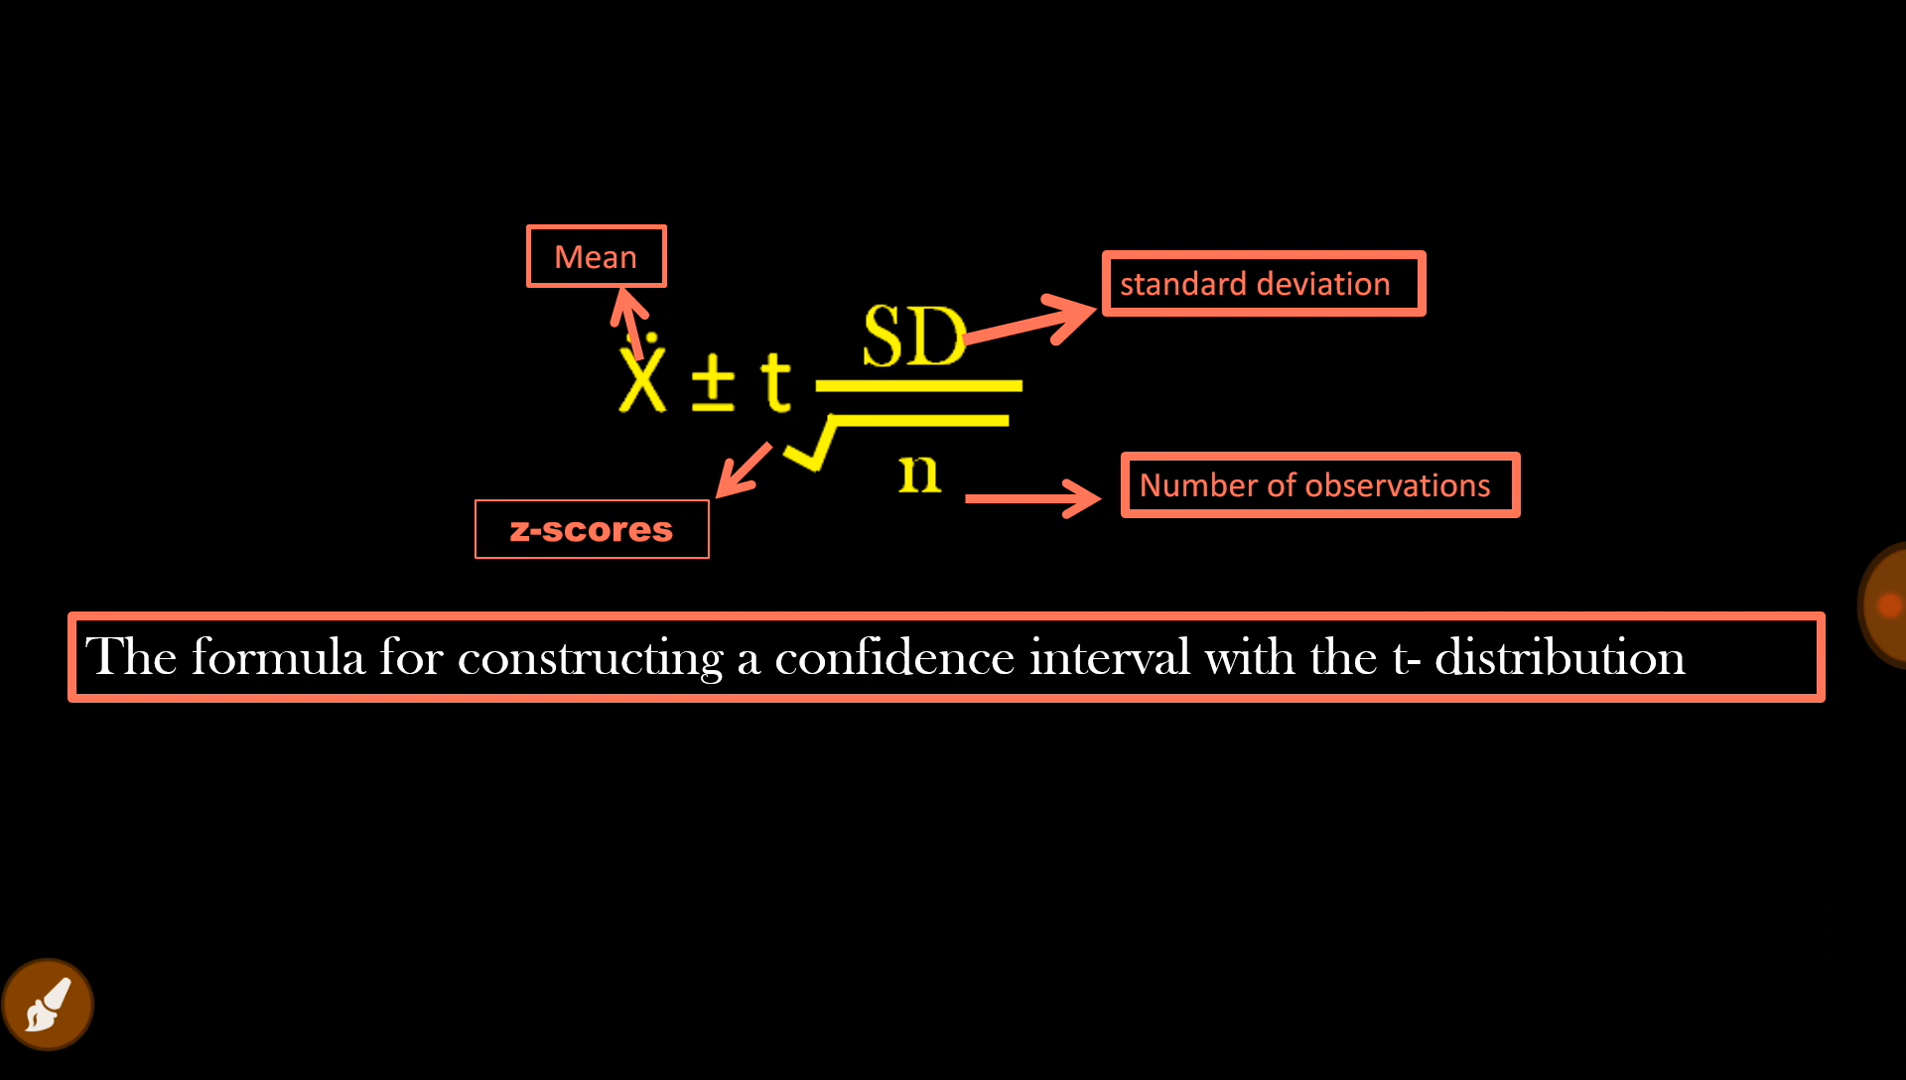 Mean
standard deviation
Ẍ ± t SD
√n
Number of observations
z-scores
The formula for constructing a confidence interval with the t- distribution